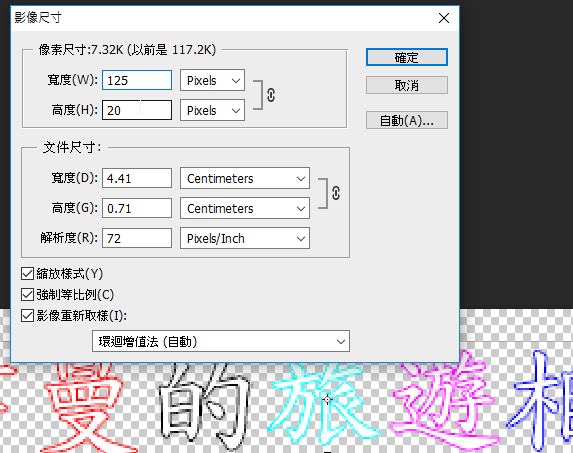 影像尺寸
像素尺寸:7.32K (以前是 117.2K)
寬度(W): 125 Pixels
高度(H): 20 Pixels
確定
取消
自動(A)...
文件尺寸:
寬度(D): 4.41 Centimeters
高度(G): 0.71 Centimeters
解析度(R): 72 Pixels/Inch
縮放樣式(Y)
強制等比例(C)
影像重新取樣(I):
環迴增值法 (自動)
曼的旅遊相